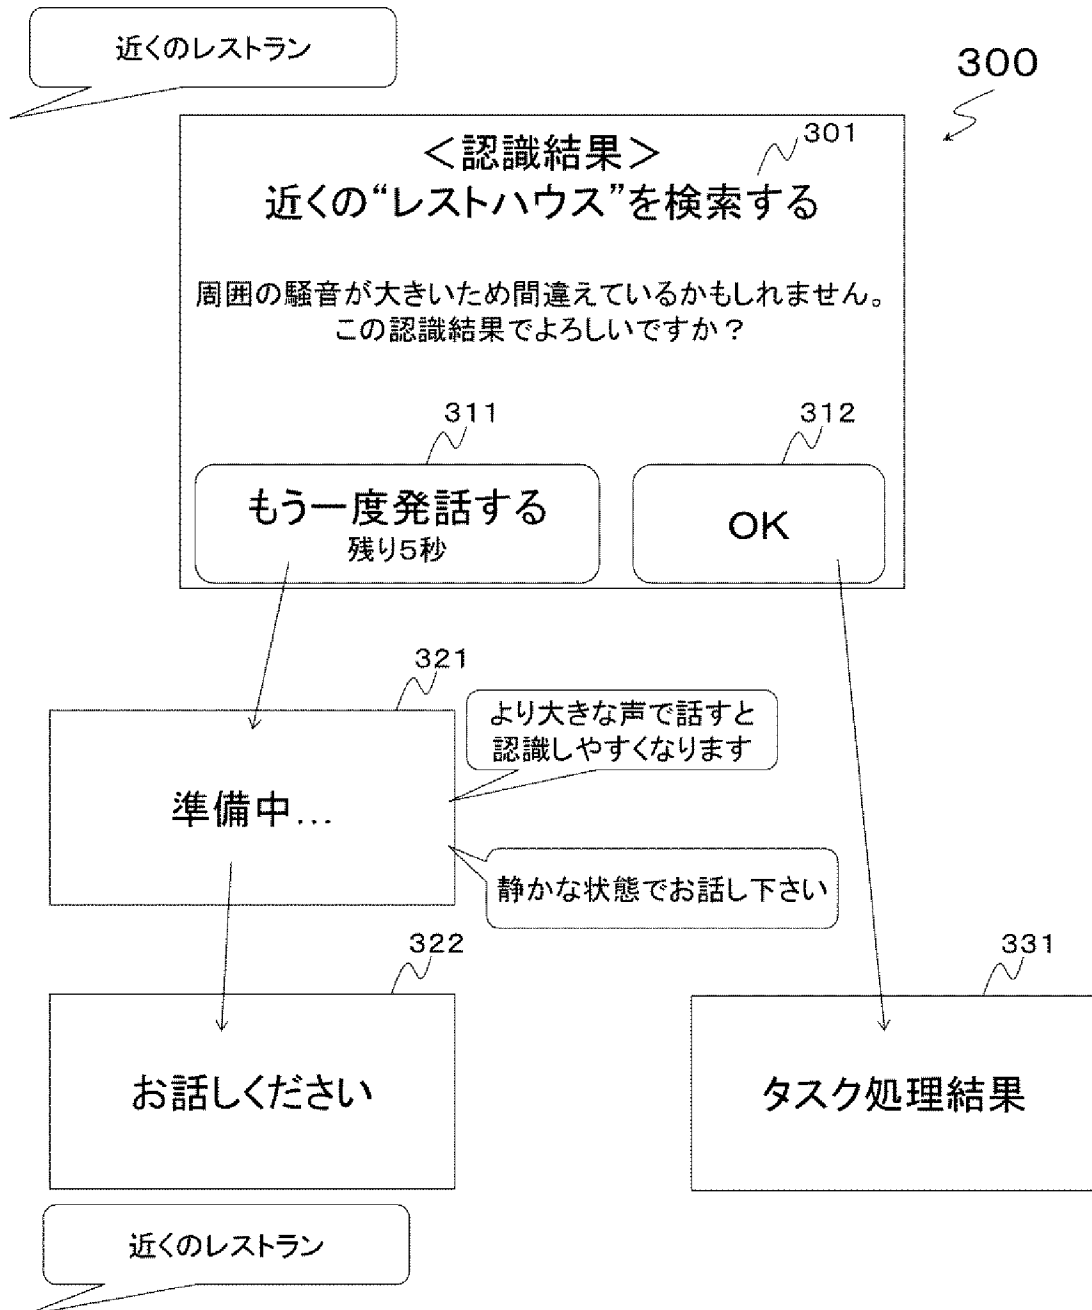 近くのレストラン
300
301
＜認識結果＞
近くの“レストハウス”を検索する
周囲の騒音が大きいため間違えているかもしれません。
この認識結果でよろしいですか？
311
312
もう一度発話する
残り5秒
OK
321
より大きな声で話すと
認識しやすくなります
準備中…
静かな状態でお話し下さい
322
331
お話しください
タスク処理結果
近くのレストラン